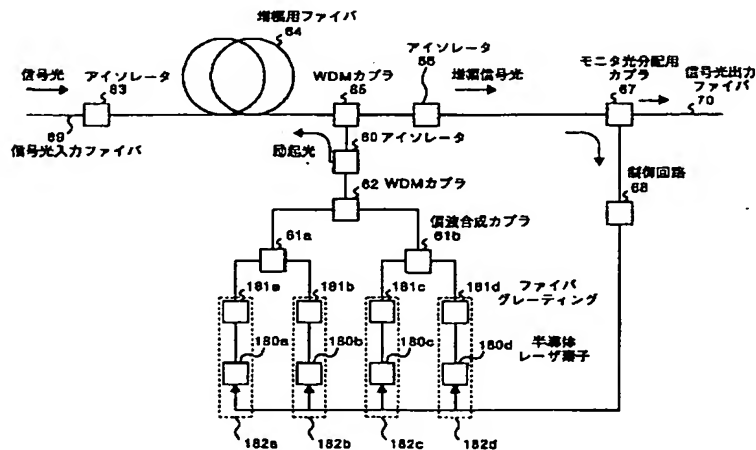 増幅用ファイバ
64
信号光
アイソレータ
63
WDMカプラ
65
アイソレータ
66
増幅信号光
モニタ光分配用
カプラ
67
信号光出力
ファイバ
70
69
信号光入力ファイバ
励起光
60 アイソレータ
62 WDMカプラ
制御回路
68
61a
偏波合成カプラ
61b
181a
181b
181c
181d
ファイバ
グレーティング
180a
180b
180c
180d
半導体
レーザ素子
182a
182b
182c
182d